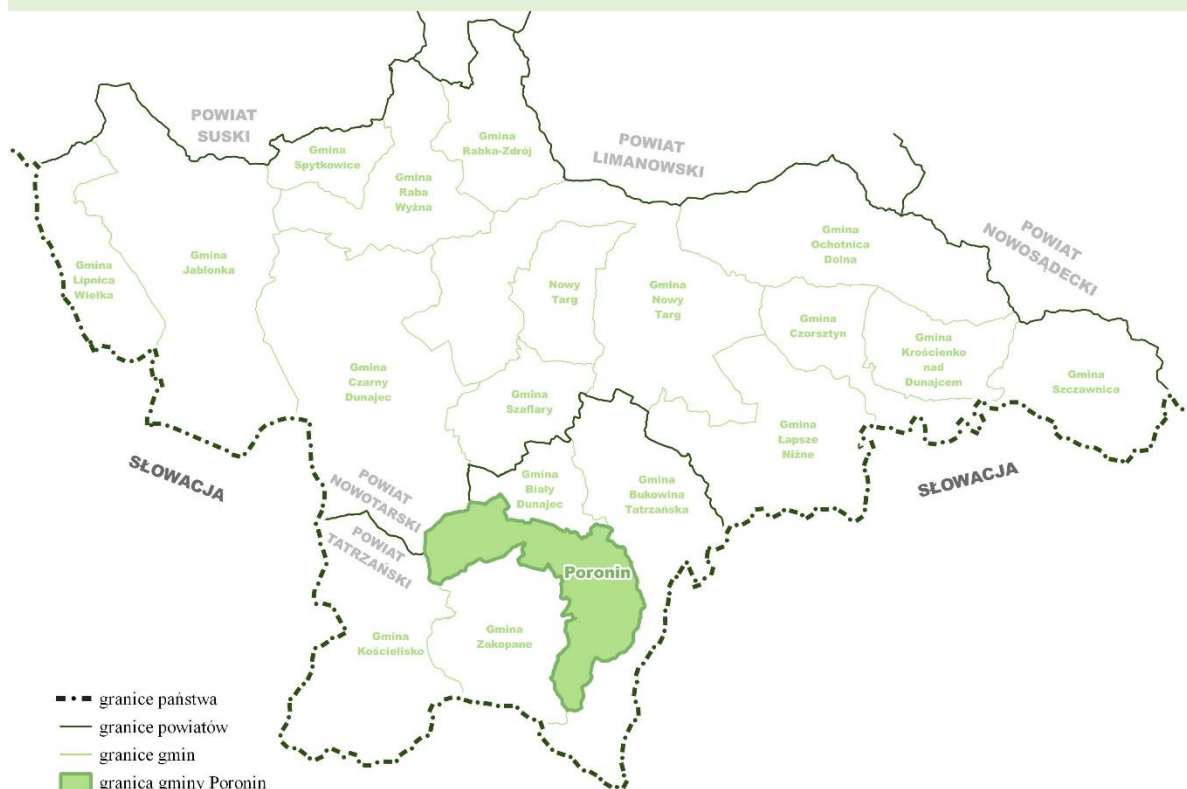 POWIAT
SUSKI
POWIAT
LIMANOWSKI
POWIAT
NOWOSĄDECKI
Gmina
Spytkowice
Gmina
Rabka-Zdrój
Gmina
Raba
Wyżna
Gmina
Lipnica
Wielka
Gmina
Jabłonka
Nowy
Targ
Gmina
Nowy
Targ
Gmina
Ochotnica
Dolna
Gmina
Czorsztyn
Gmina
Krościenko
nad
Dunajcem
Gmina
Szczawnica
Gmina
Czarny
Dunajec
Gmina
Szaflary
Gmina
Łapsze
Niżne
SŁOWACJA
SŁOWACJA
POWIAT
NOWOTARSKI
POWIAT
TATRZAŃSKI
Gmina
Biały
Dunajec
Gmina
Bukowina
Tatrzańska
Poronin
Gmina
Kościelisko
Gmina
Zakopane
granice państwa
granice powiatów
granice gmin
granica gminy Poronin